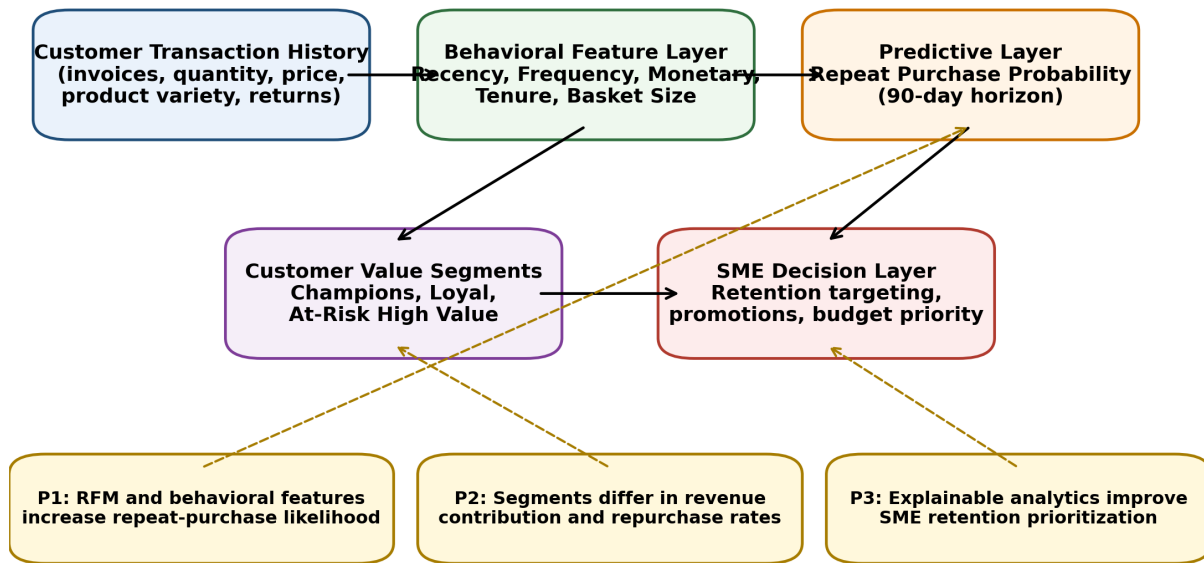 Customer Transaction History
(invoices, quantity, price,
product variety, returns)
Behavioral Feature Layer
Recency, Frequency, Monetary,
Tenure, Basket Size
Predictive Layer
Repeat Purchase Probability
(90-day horizon)
Customer Value Segments
Champions, Loyal,
At-Risk High Value
SME Decision Layer
Retention targeting,
promotions, budget priority
P1: RFM and behavioral features
increase repeat-purchase likelihood
P2: Segments differ in revenue
contribution and repurchase rates
P3: Explainable analytics improve
SME retention prioritization